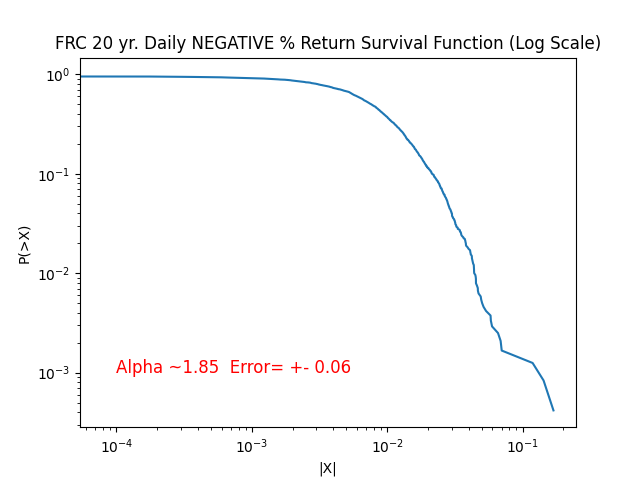 FRC 20 yr. Daily NEGATIVE % Return Survival Function (Log Scale)
10⁰
10⁻¹
10⁻²
10⁻³
P(>X)
Alpha ~1.85  Error= +- 0.06
10⁻⁴ 10⁻³ 10⁻² 10⁻¹
|X|